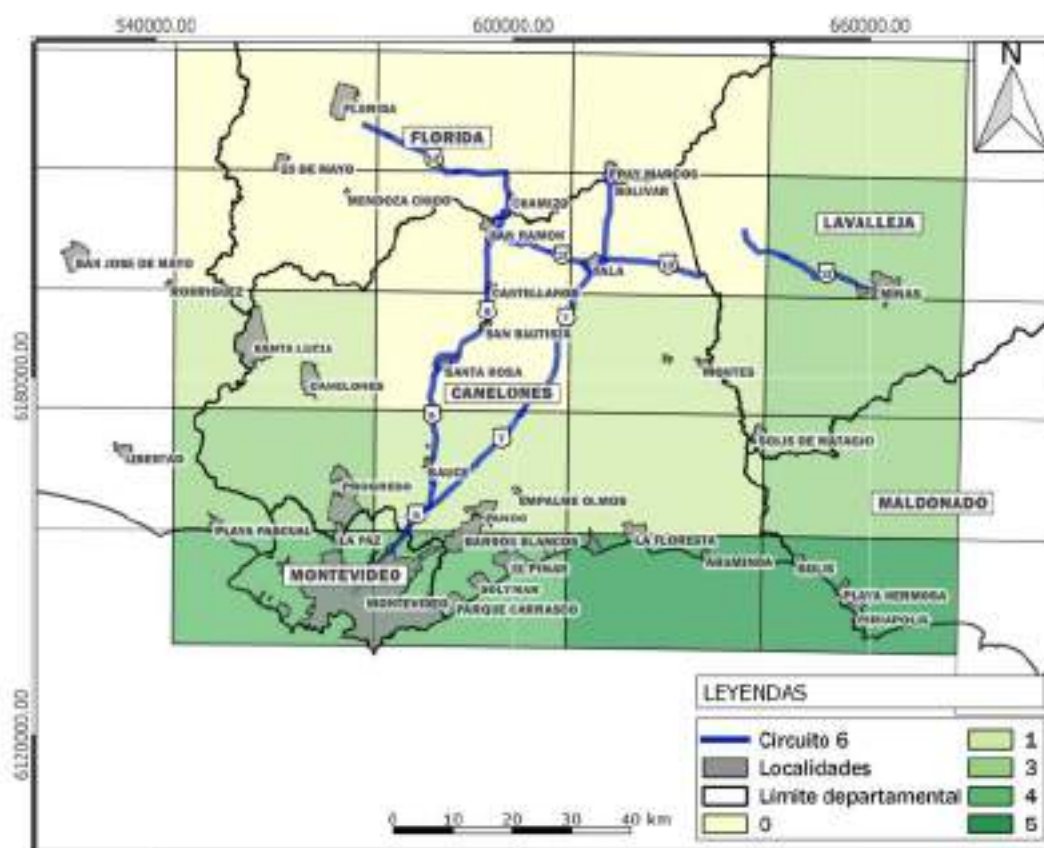 540000.00 600000.00 660000.00
N
FLORIDA
FLORIDA
25 DE MAYO
FRAY MARCOS
BOLIVAR
MENDOZA CHICO
CHAMIZO
LAVALLEJA
SAN RAMON
SAN JOSE DE MAYO
TALA
RODRIGUEZ
CASTELLANOS
MINAS
SAN BAUTISTA
SANTA LUCIA
6180000.00
SANTA ROSA
MONTES
CANELONES
CANELONES
SOLIS DE MATAOJO
LIBERTAD
SAUCE
PROGRESO
EMPALME OLMOS
MALDONADO
PANDO
PLAYA PASCUAL
LA PAZ
BARROS BLANCOS
LA FLORESTA
ARAMINDA
SOLIS
EL PINAR
MONTEVIDEO
SOLYMAR
PLAYA HERMOSA
MONTEVIDEO
PARQUE CARRASCO
PIRIAPOLIS
6120000.00
LEYENDAS
Circuito 6
Localidades
Límite departamental
0
1
3
4
5
0 10 20 30 40 km